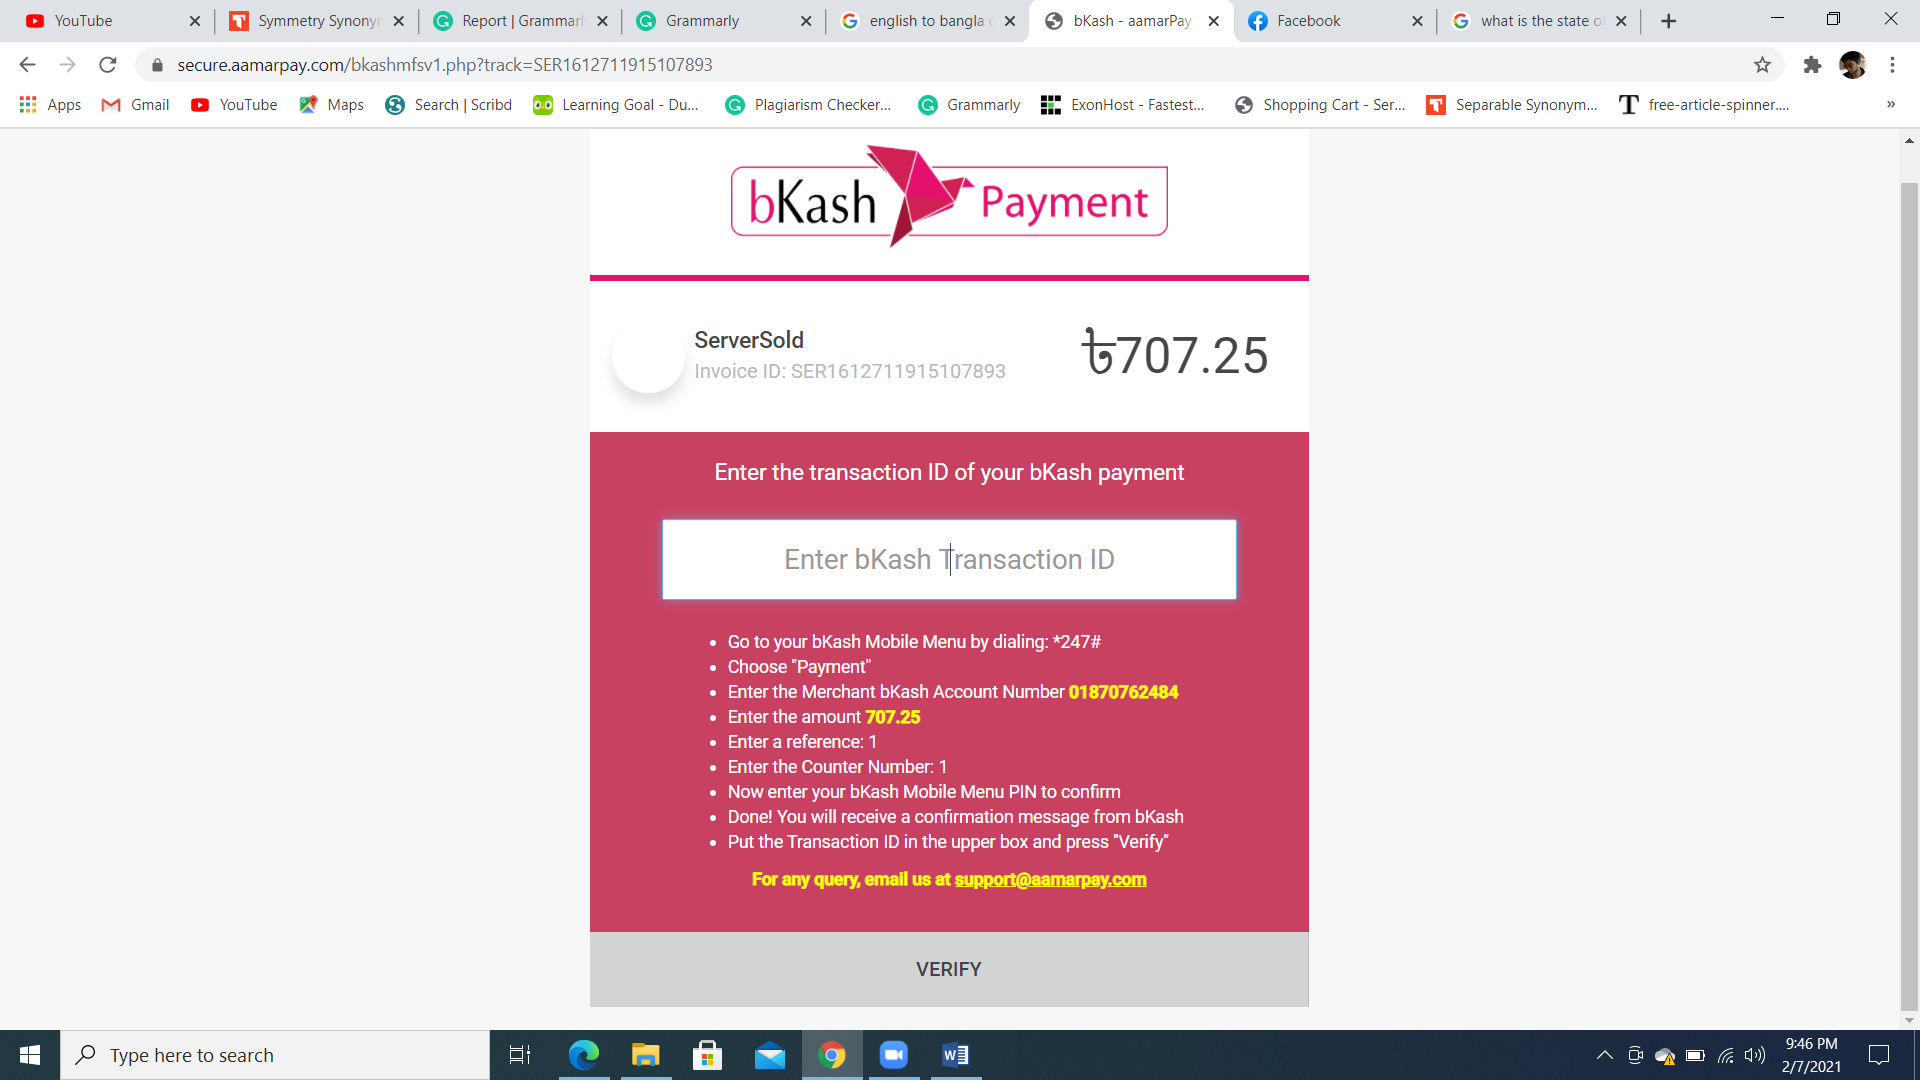 YouTube
Symmetry Synonyr
Report | Grammarl
Grammarly
english to bangla
bKash - aamarPay
Facebook
what is the state o
secure.aamarpay.com/bkashmfsv1.php?track=SER1612711915107893
Apps
Gmail
YouTube
Maps
Search | Scribd
Learning Goal - Du...
Plagiarism Checker...
Grammarly
ExonHost - Fastest...
Shopping Cart - Ser...
Separable Synonym...
free-article-spinner....
»
bKash Payment
ServerSold
Invoice ID: SER1612711915107893
৳707.25
Enter the transaction ID of your bKash payment
Enter bKash Transaction ID
• Go to your bKash Mobile Menu by dialing: *247#
• Choose "Payment"
• Enter the Merchant bKash Account Number 01870762484
• Enter the amount 707.25
• Enter a reference: 1
• Enter the Counter Number: 1
• Now enter your bKash Mobile Menu PIN to confirm
• Done! You will receive a confirmation message from bKash
• Put the Transaction ID in the upper box and press "Verify"
For any query, email us at support@aamarpay.com
VERIFY
Type here to search
9:46 PM
2/7/2021